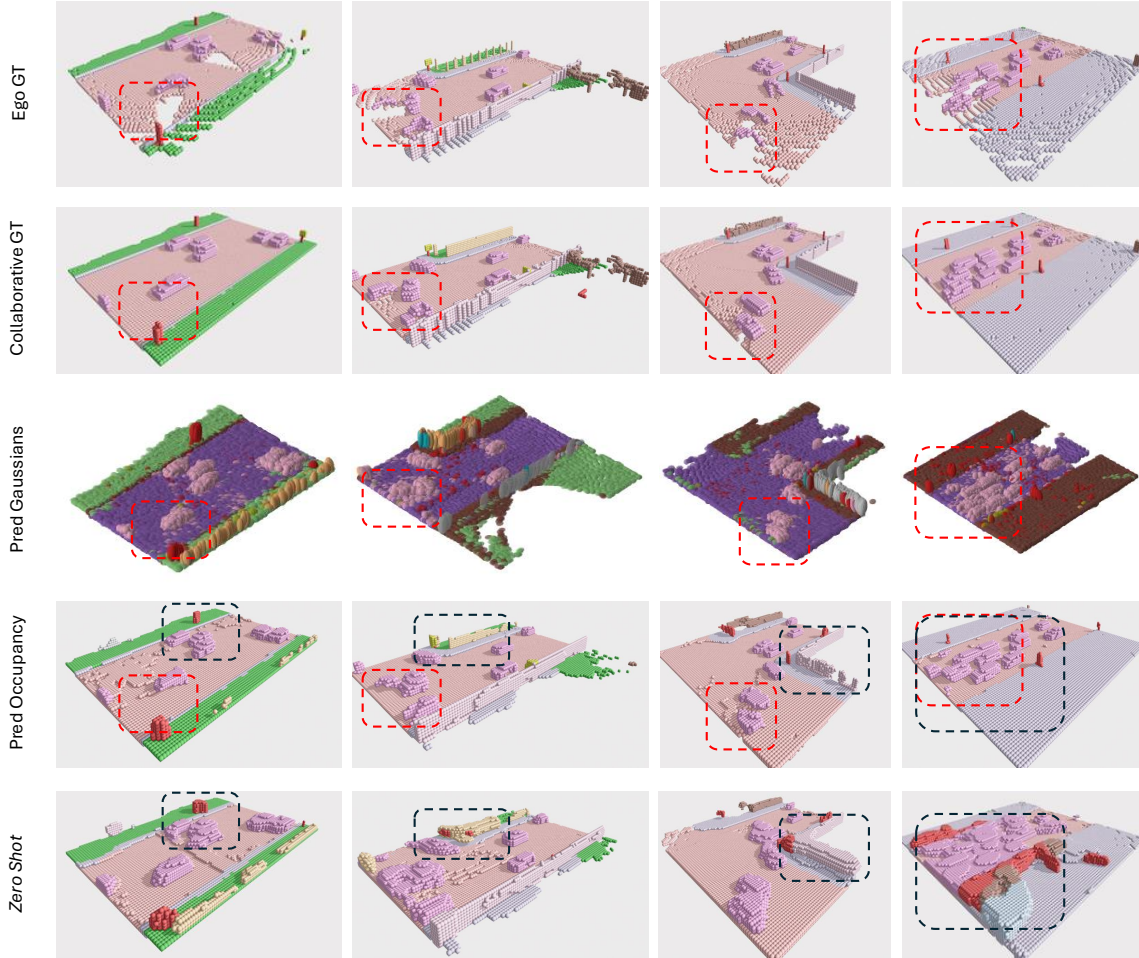 Ego GT
Collaborative GT
Pred Gaussians
Pred Occupancy
Zero Shot